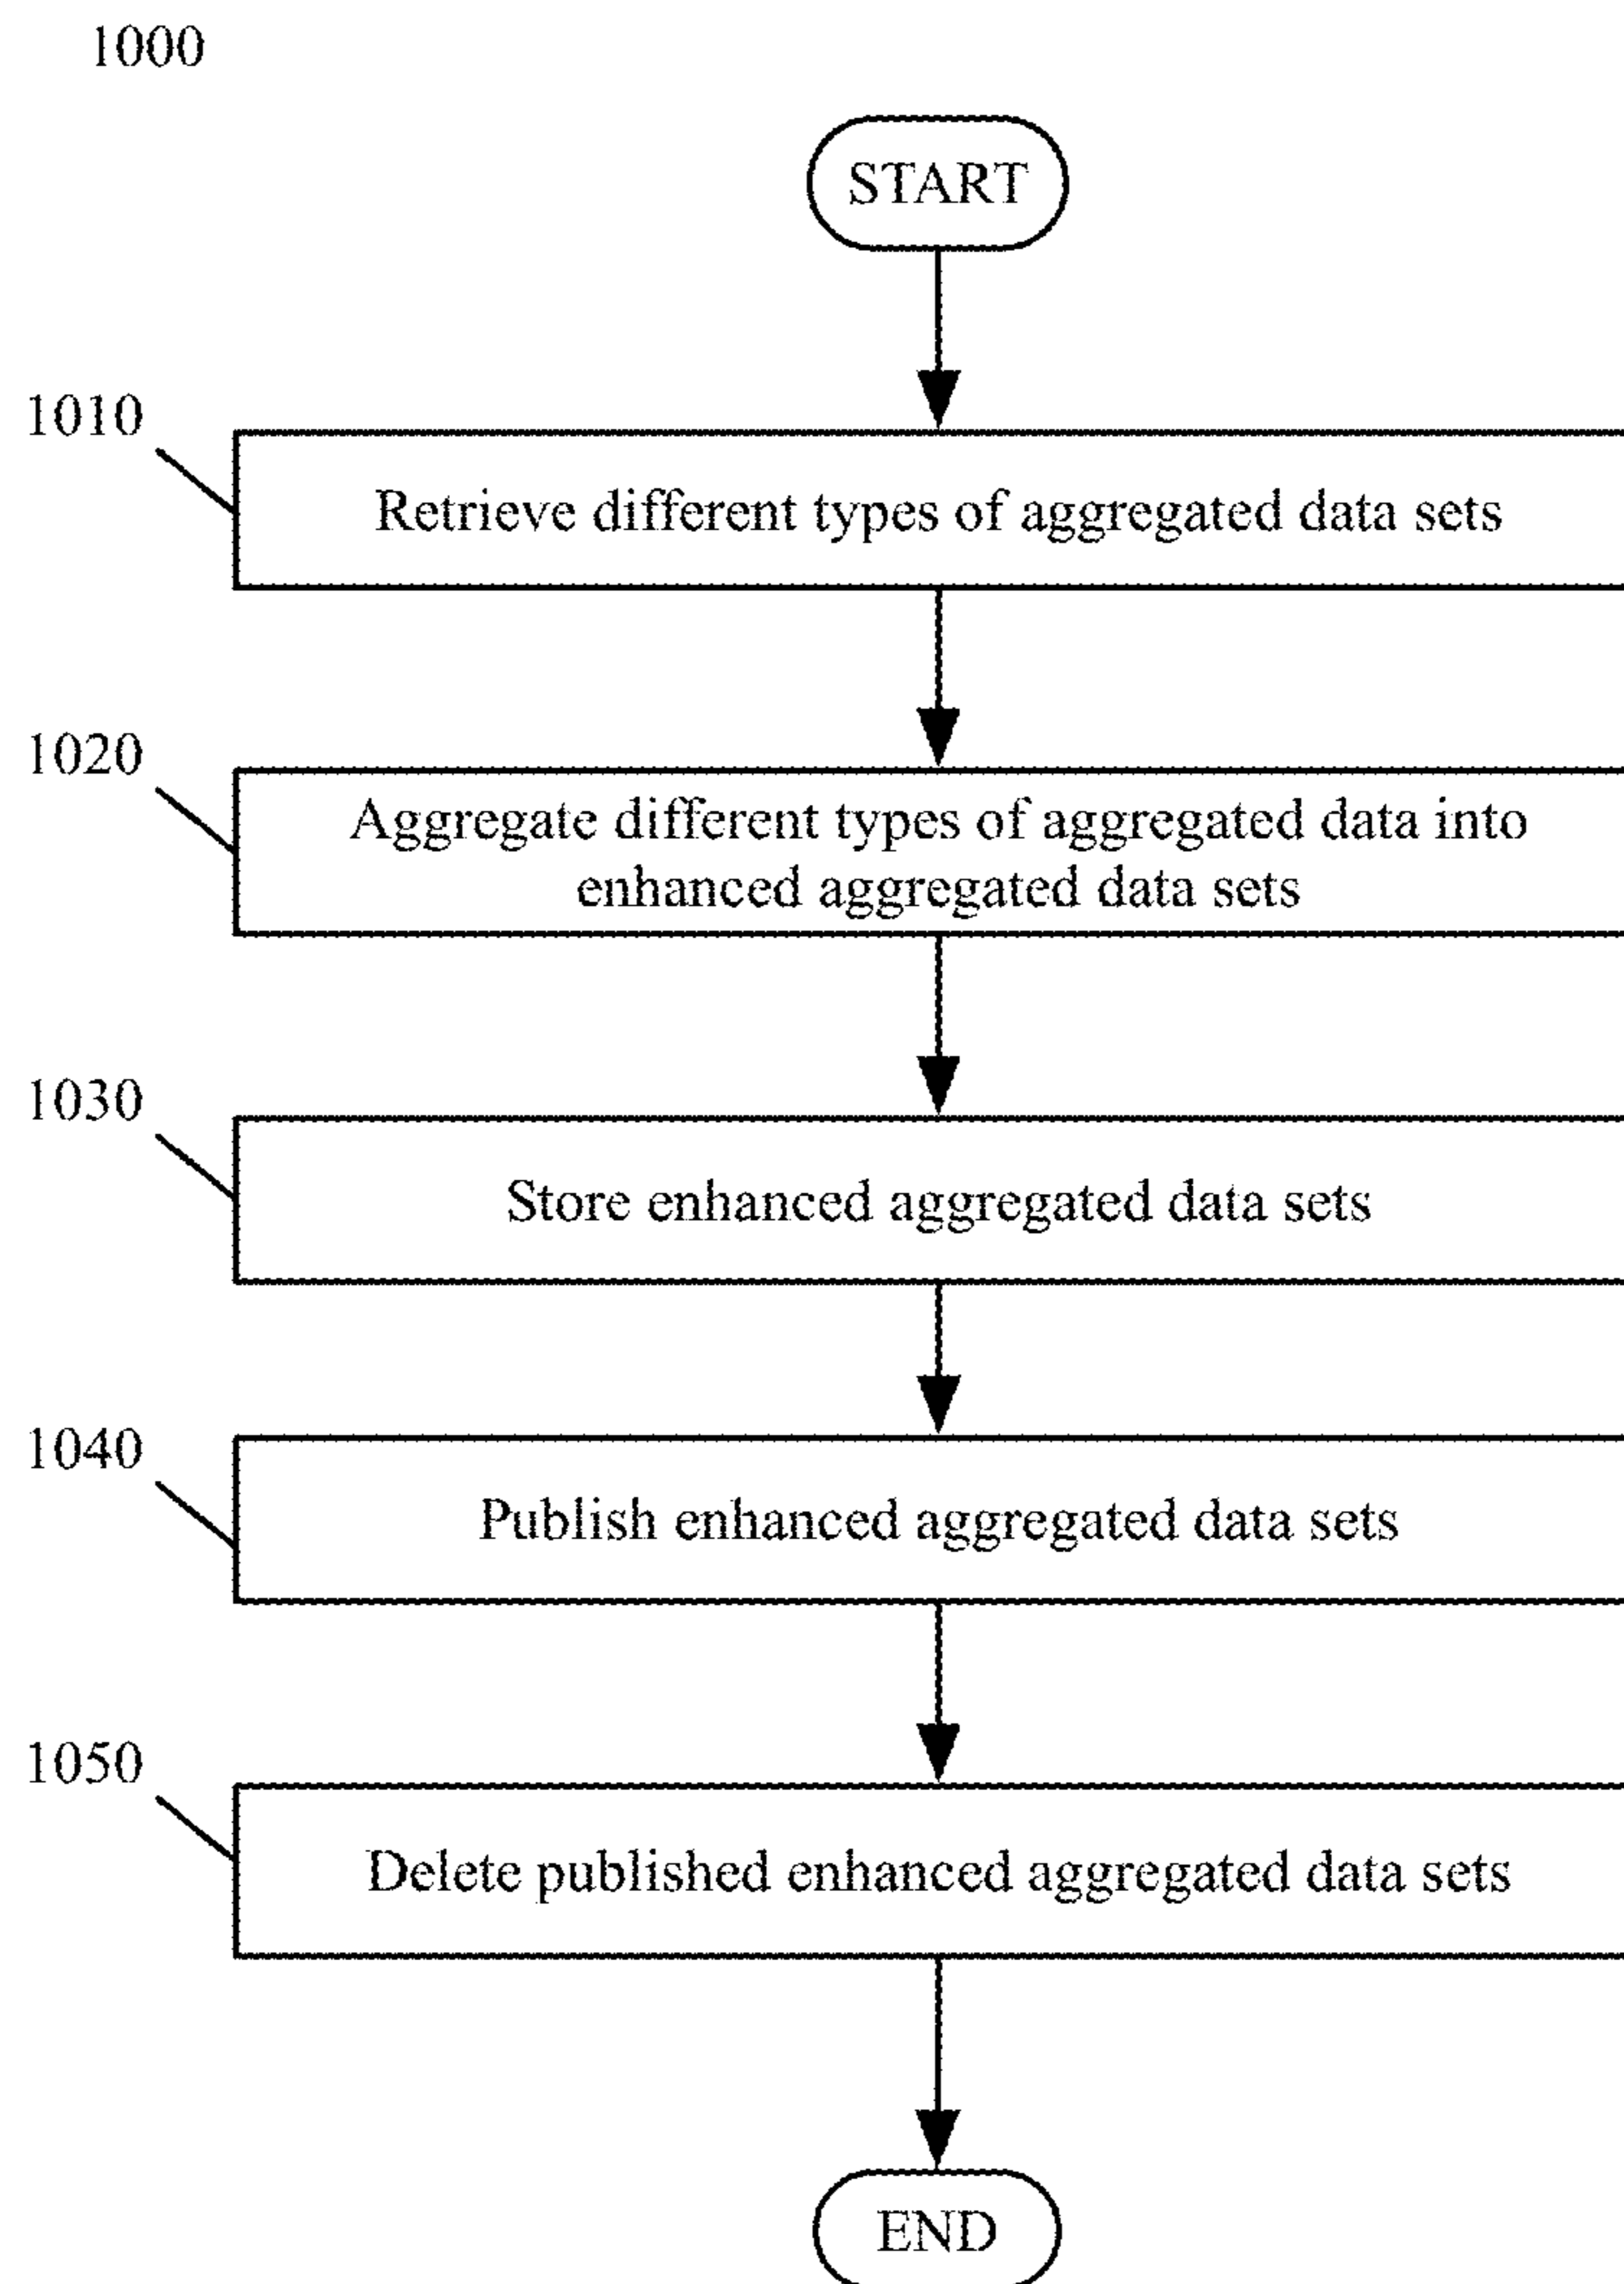 1000
START
1010
Retrieve different types of aggregated data sets
1020
Aggregate different types of aggregated data into
enhanced aggregated data sets
1030
Store enhanced aggregated data sets
1040
Publish enhanced aggregated data sets
1050
Delete published enhanced aggregated data sets
END